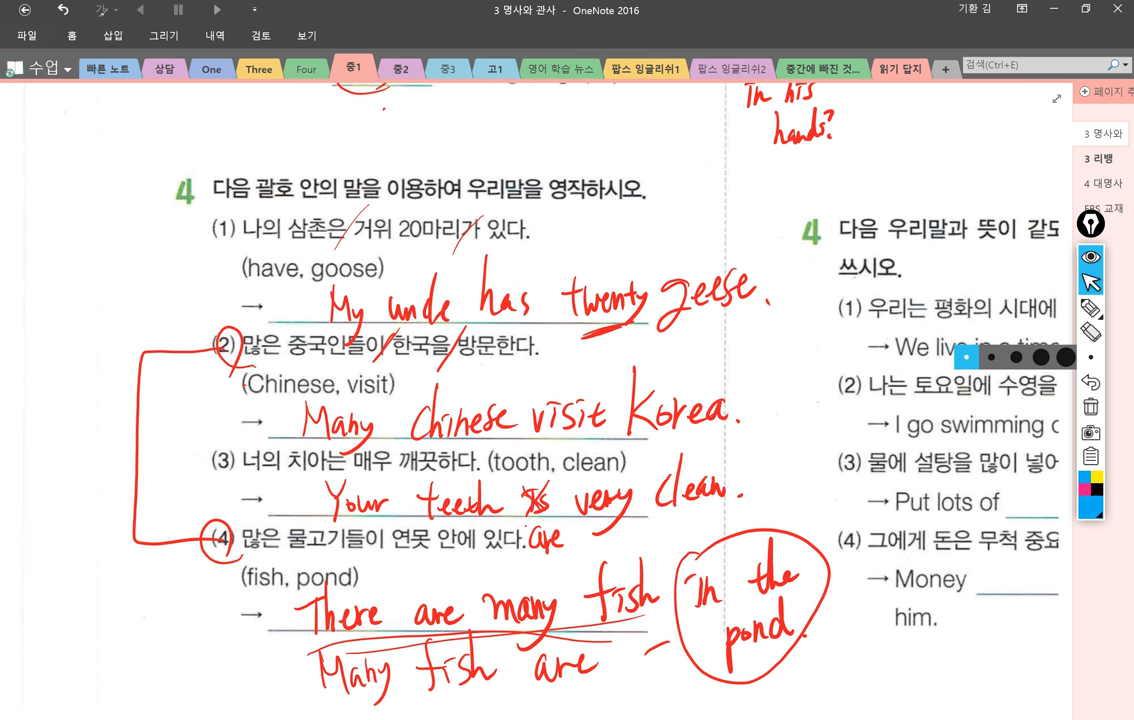 3 명사와 관사 - OneNote 2016
기환 김
파일 홈 삽입 그리기 내역 검토 보기
수업 빠른 노트 상담 One Three Four 중1 중2 중3 고1 영어 학습 뉴스 팝스 잉글리쉬1 팝스 잉글리쉬2 중간에 빠진 것... 읽기 답지 + 검색(Ctrl+E)
페이지 추
3 명사와
3 리뱅
4 대명사
EBS 교재
in his
hands?
4 다음 괄호 안의 말을 이용하여 우리말을 영작하시오.
(1) 나의 삼촌은 거위 20마리가 있다.
(have, goose)
→ My uncle has twenty geese.
(2) 많은 중국인들이 한국을 방문한다.
(Chinese, visit)
→ Many Chinese visit Korea.
(3) 너의 치아는 매우 깨끗하다. (tooth, clean)
→ Your teeth is very clean.
are
(4) 많은 물고기들이 연못 안에 있다.
(fish, pond)
→ There are many fish in the pond.
Many fish are
4 다음 우리말과 뜻이 같도
쓰시오.
(1) 우리는 평화의 시대에
→ We live in a time
(2) 나는 토요일에 수영을
→ I go swimming o
(3) 물에 설탕을 많이 넣어
→ Put lots of
(4) 그에게 돈은 무척 중요
→ Money
him.